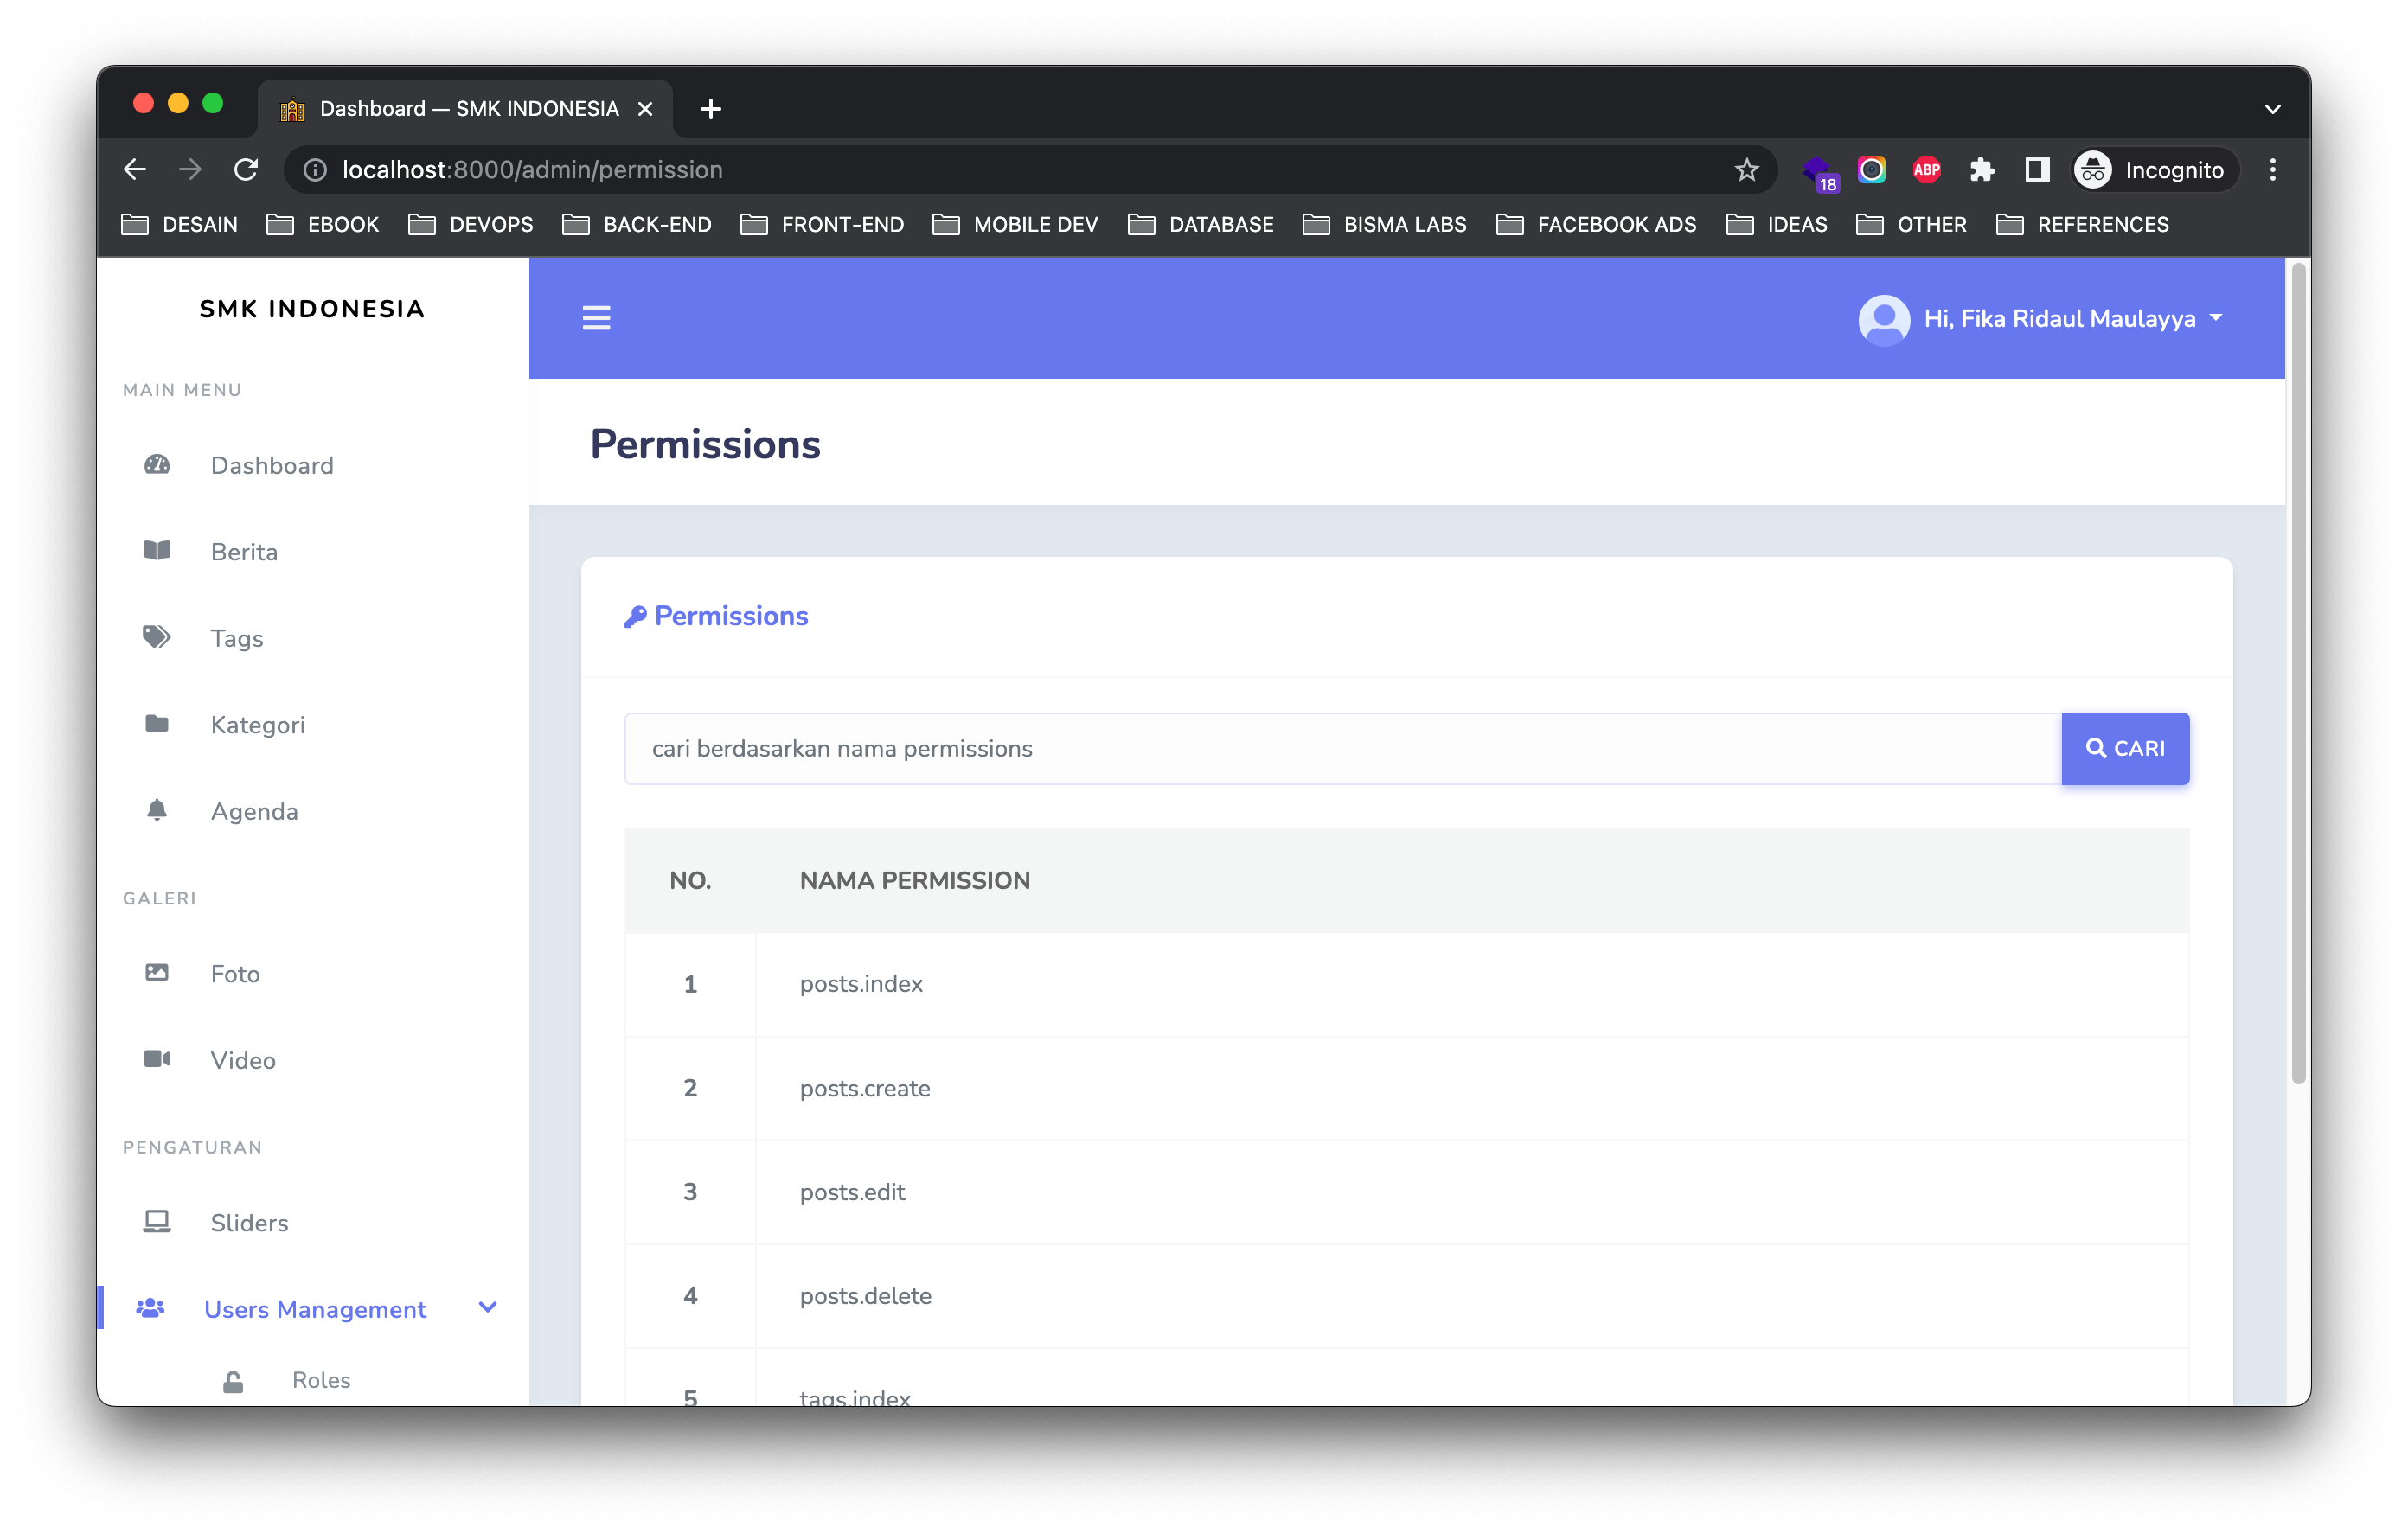 Dashboard — SMK INDONESIA
localhost:8000/admin/permission
18
ABP
Incognito
DESAIN EBOOK DEVOPS BACK-END FRONT-END MOBILE DEV DATABASE BISMA LABS FACEBOOK ADS IDEAS OTHER REFERENCES
SMK INDONESIA
Hi, Fika Ridaul Maulayya
MAIN MENU
Dashboard
Berita
Tags
Kategori
Agenda
GALERI
Foto
Video
PENGATURAN
Sliders
Users Management
Roles
Permissions
Permissions
cari berdasarkan nama permissions
CARI
NO. NAMA PERMISSION
1 posts.index
2 posts.create
3 posts.edit
4 posts.delete
5 tags.index